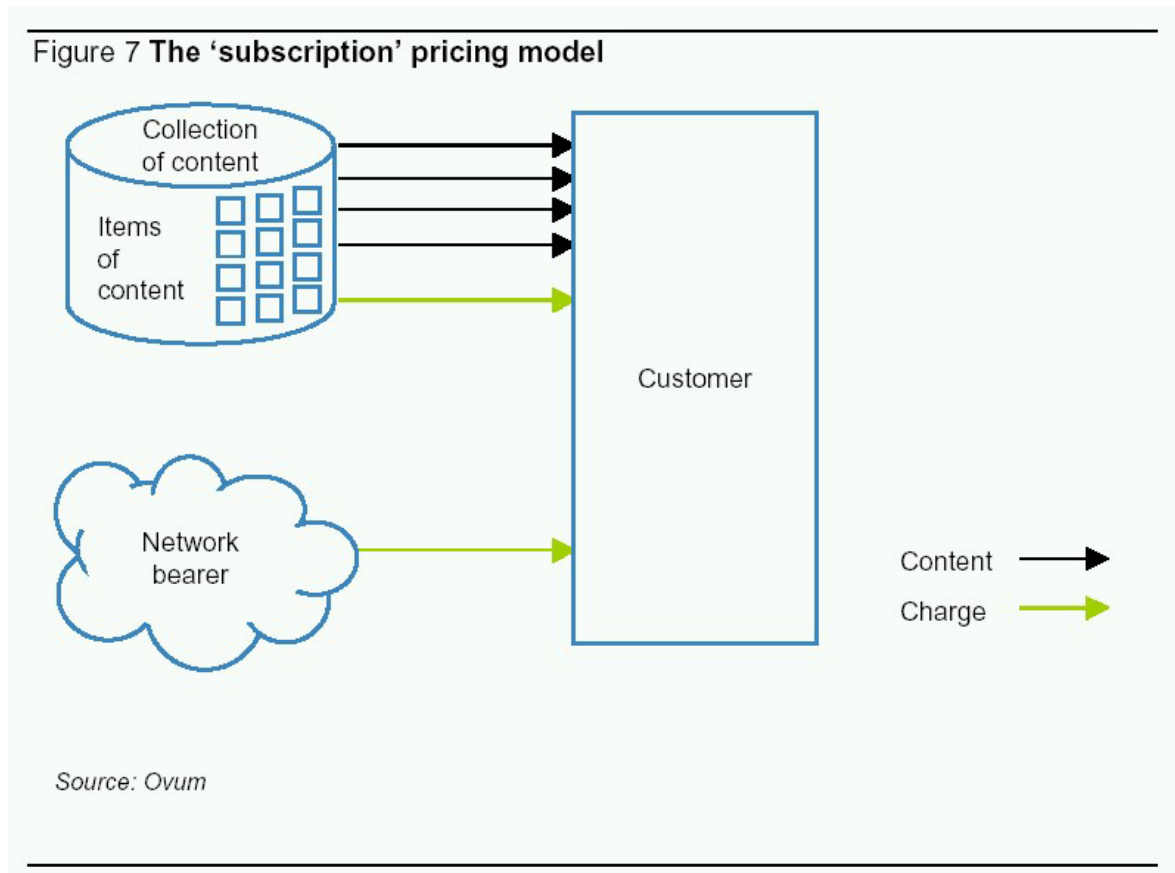 Figure 7 The ‘subscription’ pricing model
Collection
of content
Items
of
content
Customer
Network
bearer
Content
Charge
Source: Ovum